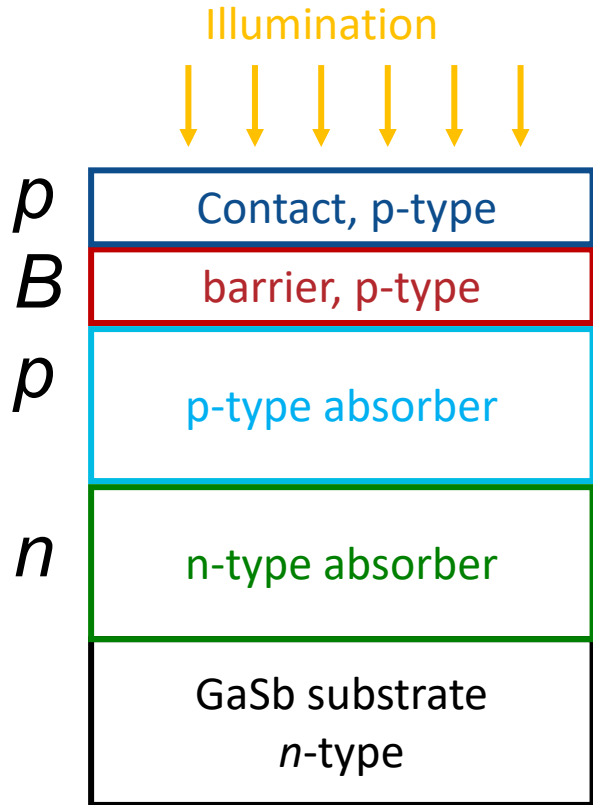 Illumination
p
Contact, p-type
B
barrier, p-type
p
p-type absorber
n
n-type absorber
GaSb substrate
n-type